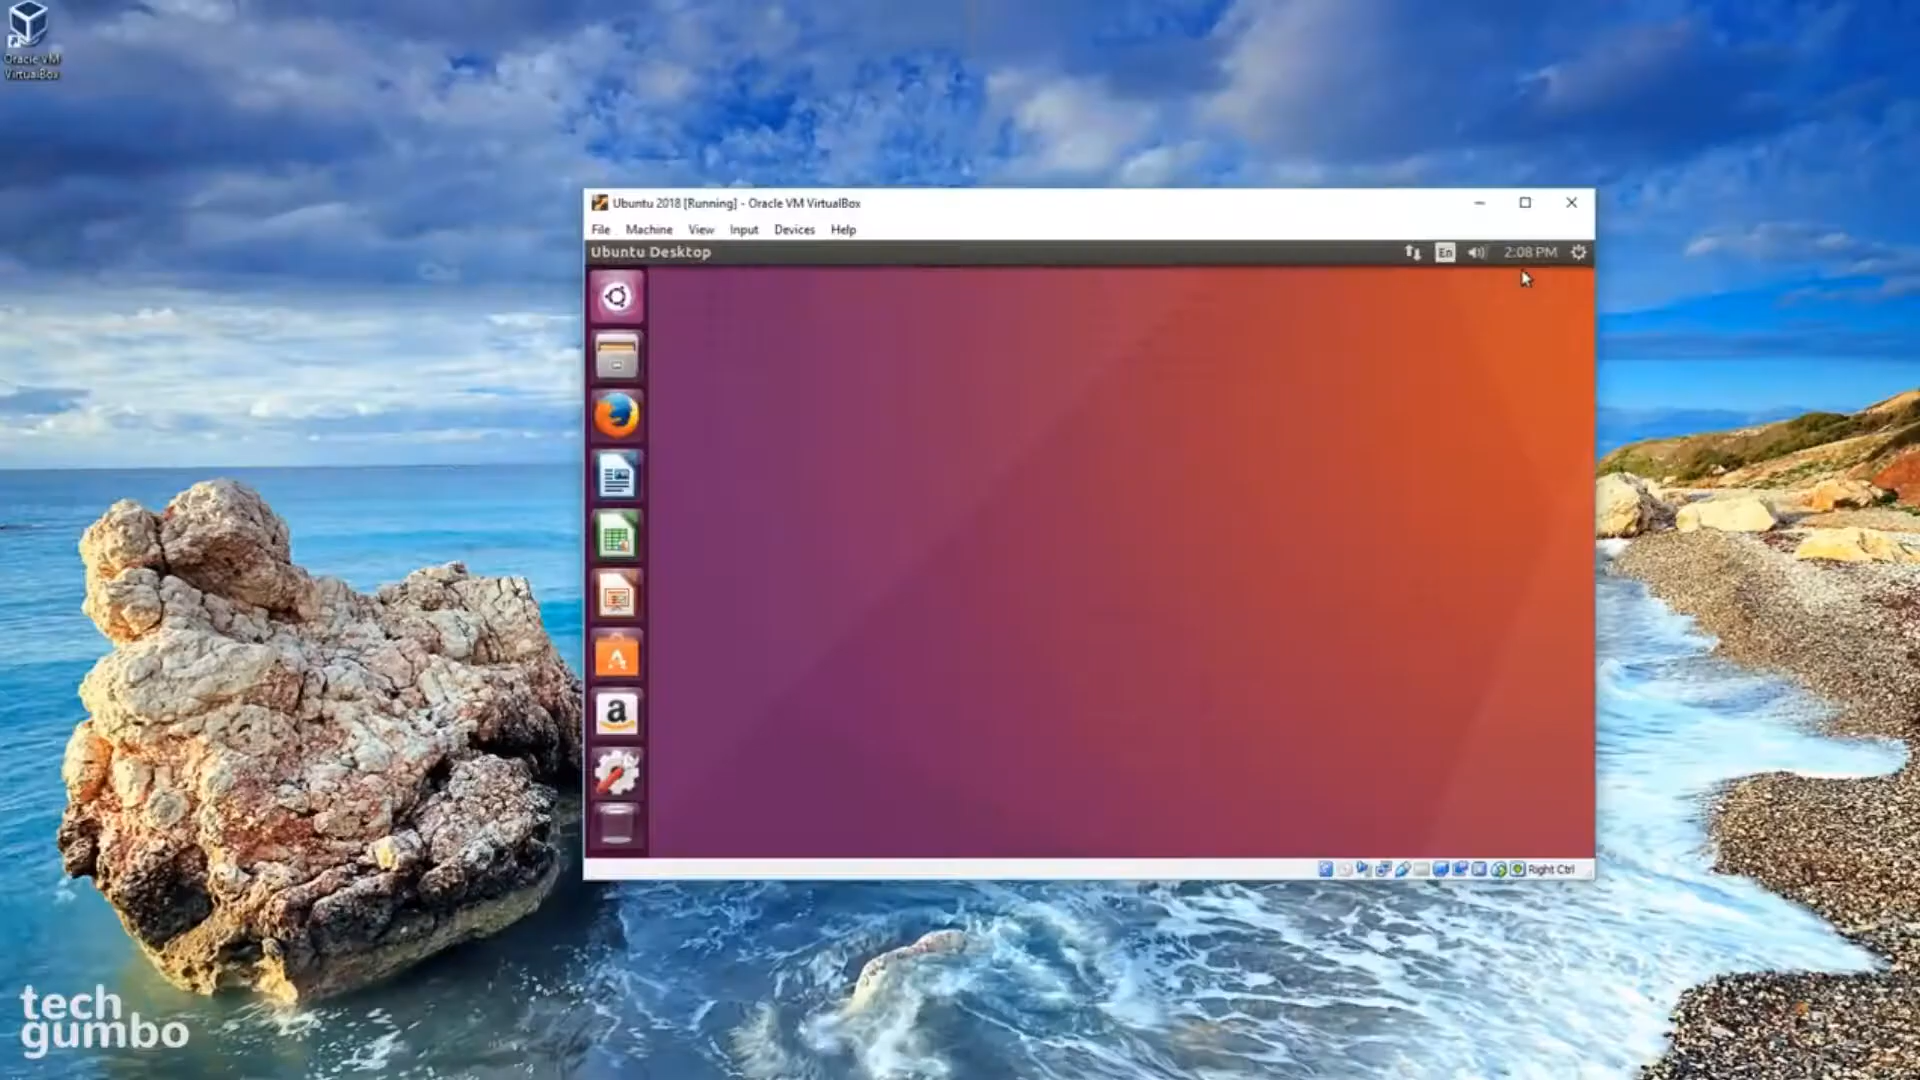 Oracle VM
VirtualBox
Ubuntu 2018 [Running] - Oracle VM VirtualBox
File Machine View Input Devices Help
Ubuntu Desktop
En 2:08 PM
A
a
Right Ctrl
tech
gumbo